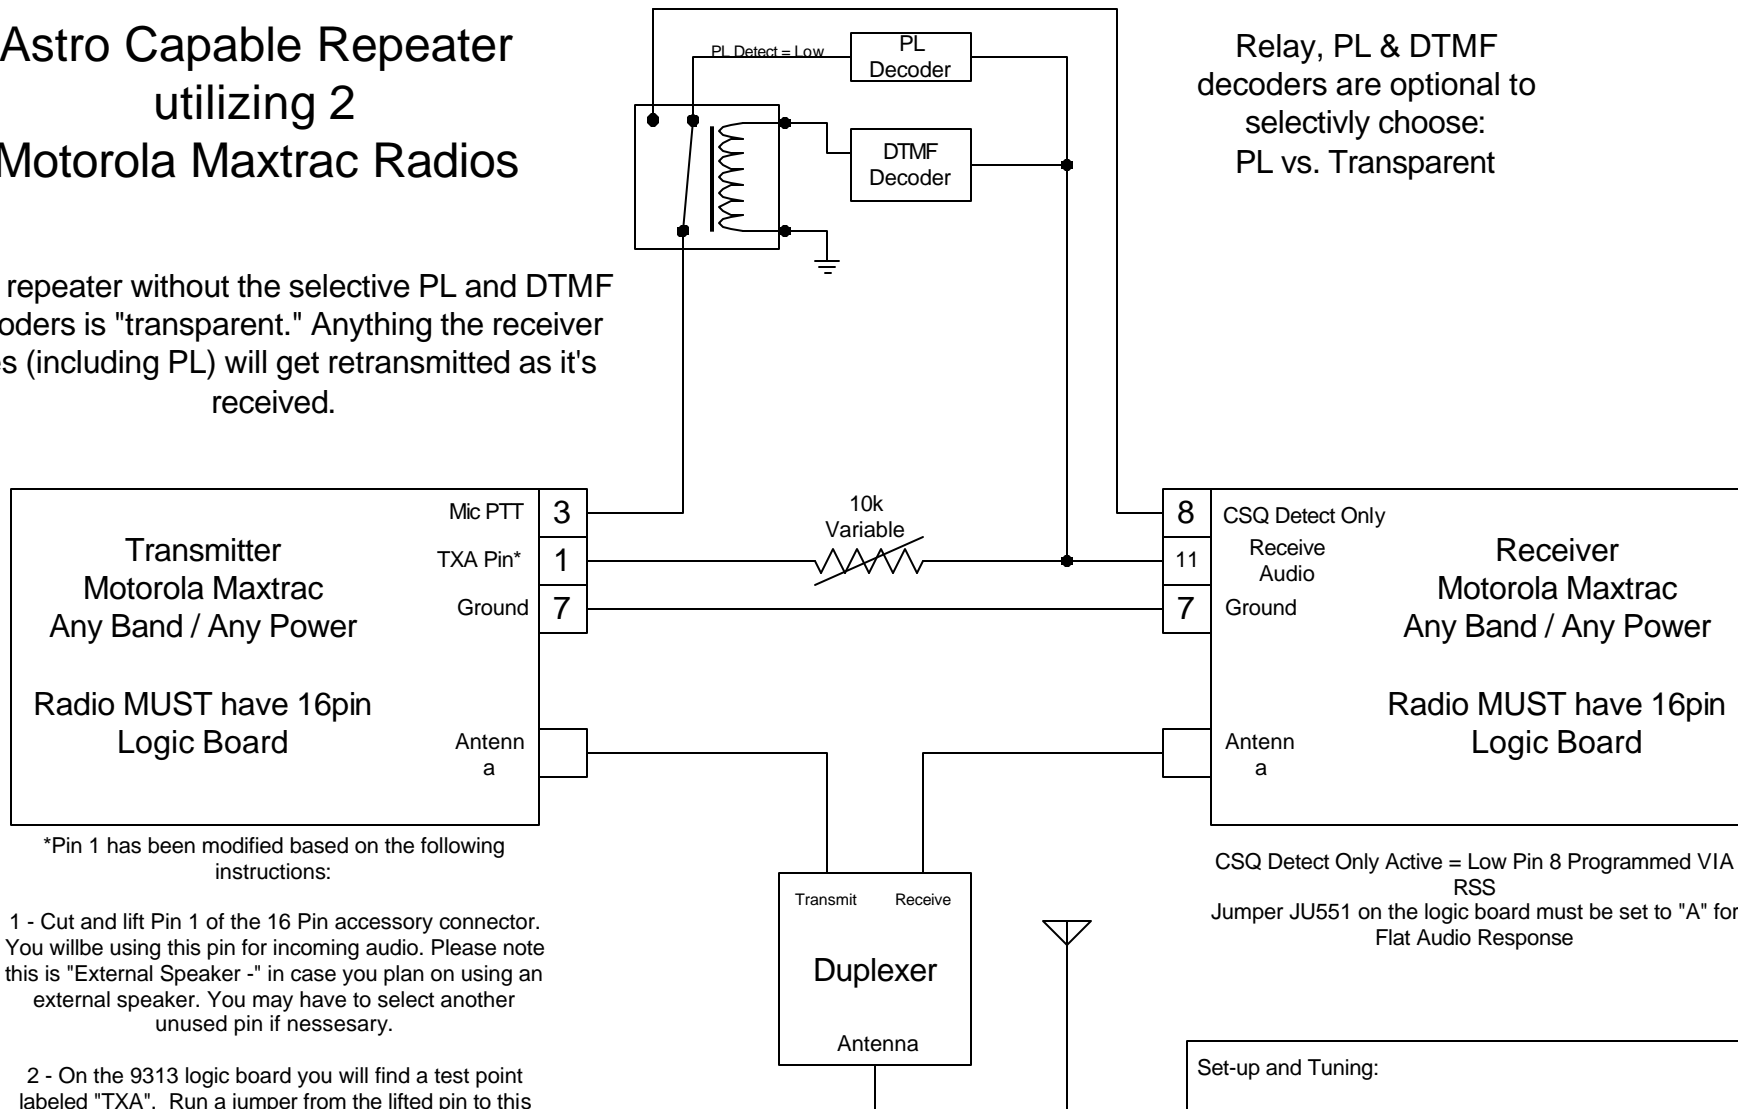 Astro Capable Repeater
utilizing 2
Motorola Maxtrac Radios
repeater without the selective PL and DTMF
oders is "transparent." Anything the receiver
es (including PL) will get retransmitted as it's
received.
PL Detect = Low
PL
Decoder
DTMF
Decoder
Relay, PL & DTMF
decoders are optional to
selectivly choose:
PL vs. Transparent
Transmitter
Motorola Maxtrac
Any Band / Any Power
Radio MUST have 16pin
Logic Board
Mic PTT
3
TXA Pin*
1
Ground
7
Antenn
a
10k
Variable
8
CSQ Detect Only
11
Receive
Audio
7
Ground
Antenn
a
Receiver
Motorola Maxtrac
Any Band / Any Power
Radio MUST have 16pin
Logic Board
*Pin 1 has been modified based on the following
instructions:
1 - Cut and lift Pin 1 of the 16 Pin accessory connector.
You willbe using this pin for incoming audio. Please note
this is "External Speaker -" in case you plan on using an
external speaker. You may have to select another
unused pin if nessesary.
2 - On the 9313 logic board you will find a test point
labeled "TXA". Run a jumper from the lifted pin to this
Transmit
Receive
Duplexer
Antenna
CSQ Detect Only Active = Low Pin 8 Programmed VIA
RSS
Jumper JU551 on the logic board must be set to "A" for
Flat Audio Response
Set-up and Tuning: